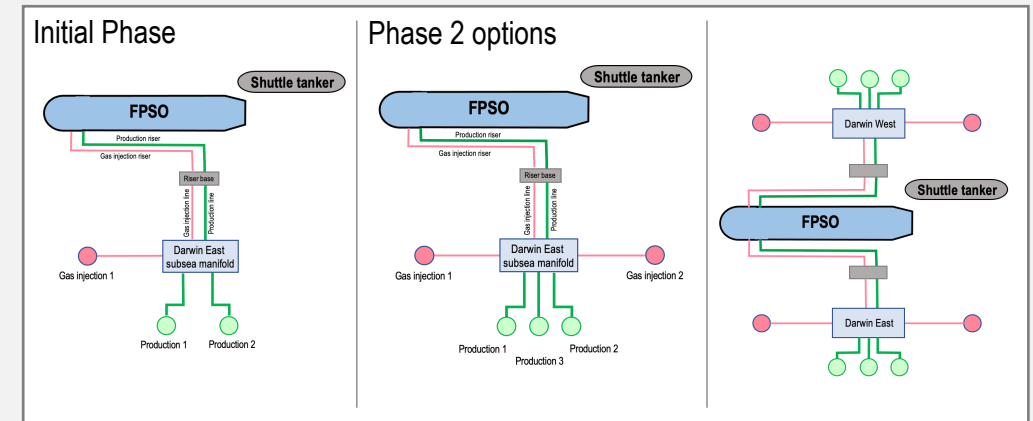 Initial Phase
Shuttle tanker
FPSO
Production riser
Gas injection riser
Riser base
Gas injection line
Production line
Darwin East
subsea manifold
Gas injection 1
Production 1
Production 2
Phase 2 options
Shuttle tanker
FPSO
Production riser
Gas injection riser
Riser base
Gas injection line
Production line
Darwin East
subsea manifold
Gas injection 1
Gas injection 2
Production 1
Production 2
Production 3
Darwin West
Shuttle tanker
FPSO
Darwin East